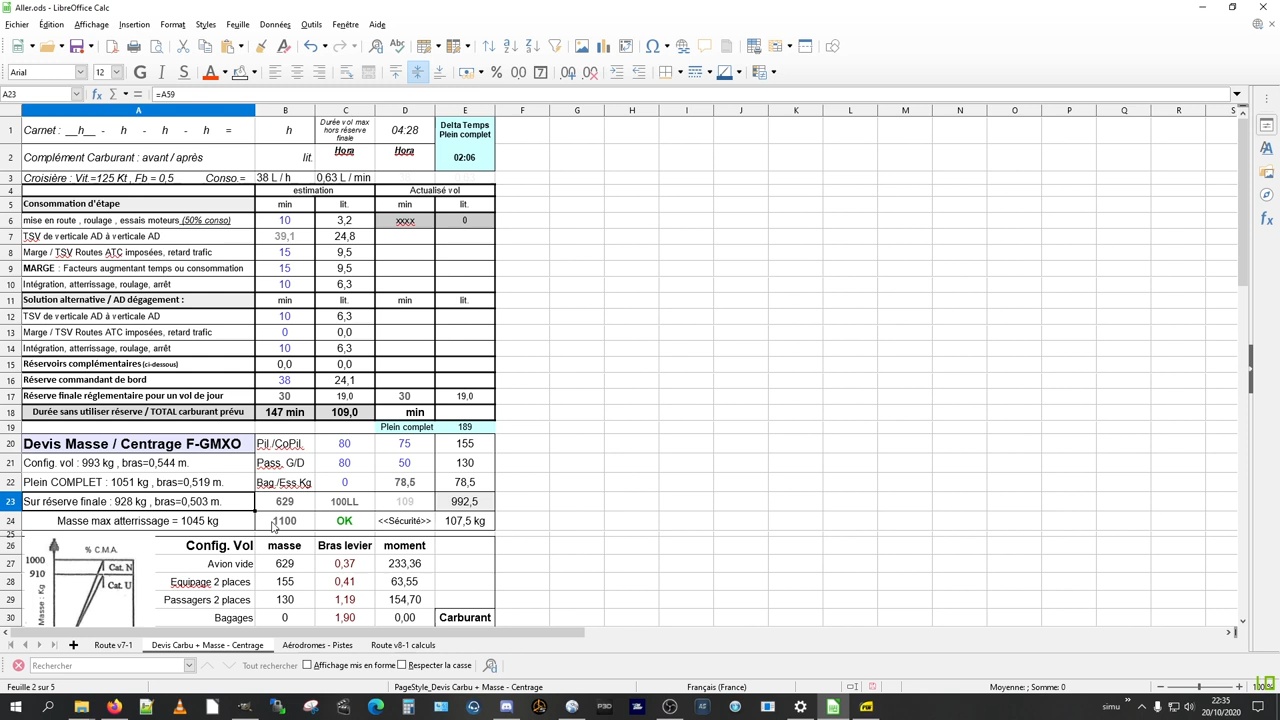 Aller.ods - LibreOffice Calc
Fichier Édition Affichage Insertion Format Styles Feuille Données Outils Fenêtre Aide
Arial 12 G I S A
A23 =A59
A B C D E F G H I J K L M N O P Q R S
1 Carnet : __h__ - h - h - h = h Durée vol max hors réserve finale 04:28 Delta Temps Plein complet
2 Complément Carburant : avant / après lit. Hora Hora 02:06
3 Croisière : Vit.=125 Kt , Fb = 0,5_ Conso.= 38 L / h 0,63 L / min
4 estimation Actualisé vol
5 Consommation d'étape min lit. min lit.
6 mise en route , roulage , essais moteurs (50% conso) 10 3,2 xxxx 0
7 TSV de verticale AD à verticale AD 39,1 24,8
8 Marge / TSV Routes ATC imposées, retard trafic 15 9,5
9 MARGE : Facteurs augmentant temps ou consommation 15 9,5
10 Intégration, atterrissage, roulage, arrêt 10 6,3
11 Solution alternative / AD dégagement : min lit. min lit.
12 TSV de verticale AD à verticale AD 10 6,3
13 Marge / TSV Routes ATC imposées, retard trafic 0 0,0
14 Intégration, atterrissage, roulage, arrêt 10 6,3
15 Réservoirs complémentaires (ci-dessous) 0,0 0,0
16 Réserve commandant de bord 38 24,1
17 Réserve finale réglementaire pour un vol de jour 30 19,0 30 19,0
18 Durée sans utiliser réserve / TOTAL carburant prévu 147 min 109,0 min
19 Plein complet 189
20 Devis Masse / Centrage F-GMXO Pil./CoPil. 80 75 155
21 Config. vol : 993 kg , bras=0,544 m. Pass. G/D 80 50 130
22 Plein COMPLET : 1051 kg , bras=0,519 m. Bag./Ess.Kg 0 78,5 78,5
23 Sur réserve finale : 928 kg , bras=0,503 m. 629 100LL 109 992,5
24 Masse max atterrissage = 1045 kg 1100 OK <<Sécurité>> 107,5 kg
25
26 Config. Vol masse Bras levier moment
27 Avion vide 629 0,37 233,36
28 Equipage 2 places 155 0,41 63,55
29 Passagers 2 places 130 1,19 154,70
30 Bagages 0 1,90 0,00 Carburant
% C.M.A.
1000 Cat. N
910 Cat. U
Masse : Kg
Route v7-1 Devis Carbu + Masse - Centrage Aérodromes - Pistes Route v8-1 calculs
Rechercher Tout rechercher Affichage mis en forme Respecter la casse
Feuille 2 sur 5 PageStyle_Devis Carbu + Masse - Centrage Français (France) Moyenne: ; Somme: 0 100%
P3D simu 22:35
20/10/2020